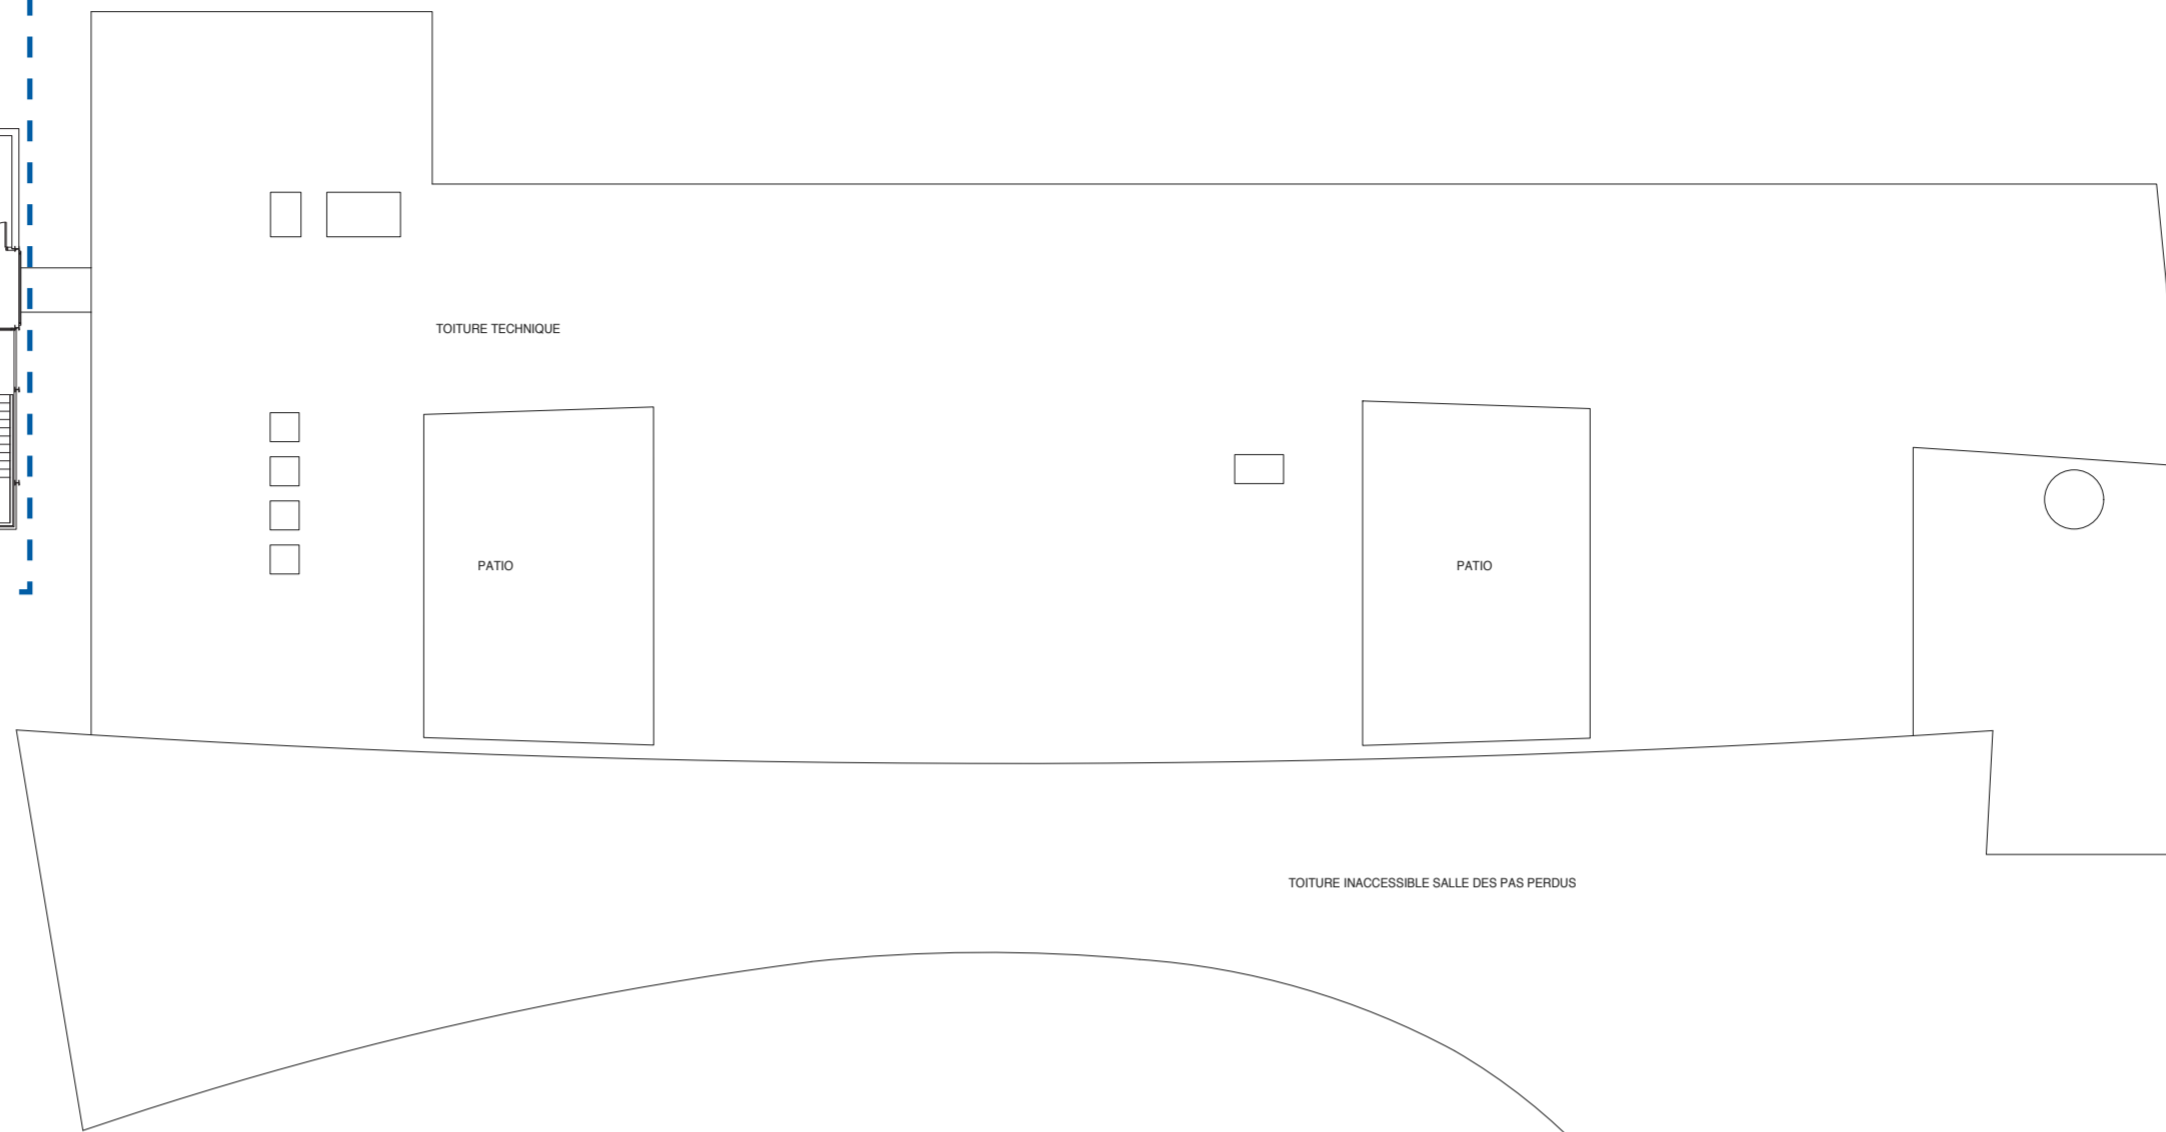 TOITURE TECHNIQUE
PATIO
PATIO
TOITURE INACCESSIBLE SALLE DES PAS PERDUS